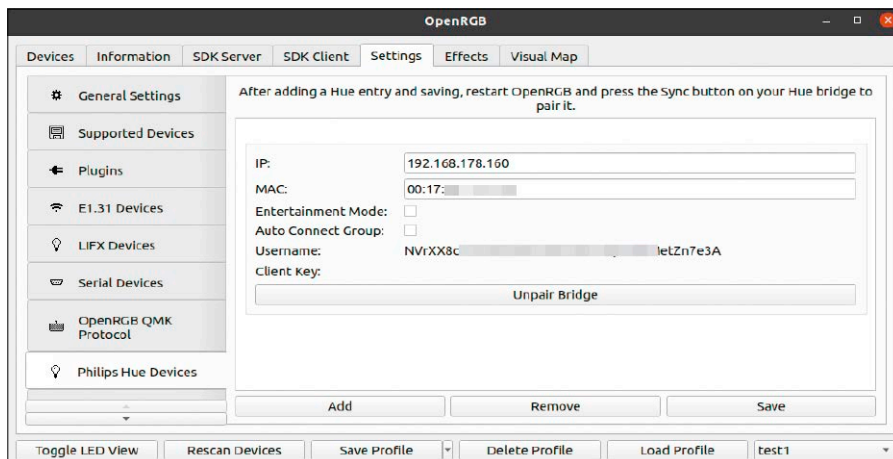 OpenRGB
Devices Information SDK Server SDK Client Settings Effects Visual Map
General Settings
Supported Devices
Plugins
E1.31 Devices
LIFX Devices
Serial Devices
OpenRGB QMK
Protocol
Philips Hue Devices
After adding a Hue entry and saving, restart OpenRGB and press the Sync button on your Hue bridge to
pair it.
IP: 192.168.178.160
MAC: 00:17:
Entertainment Mode:
Auto Connect Group:
Username: NVrXX8c
Client Key:
Unpair Bridge
Add Remove Save
Toggle LED View Rescan Devices Save Profile Delete Profile Load Profile test1